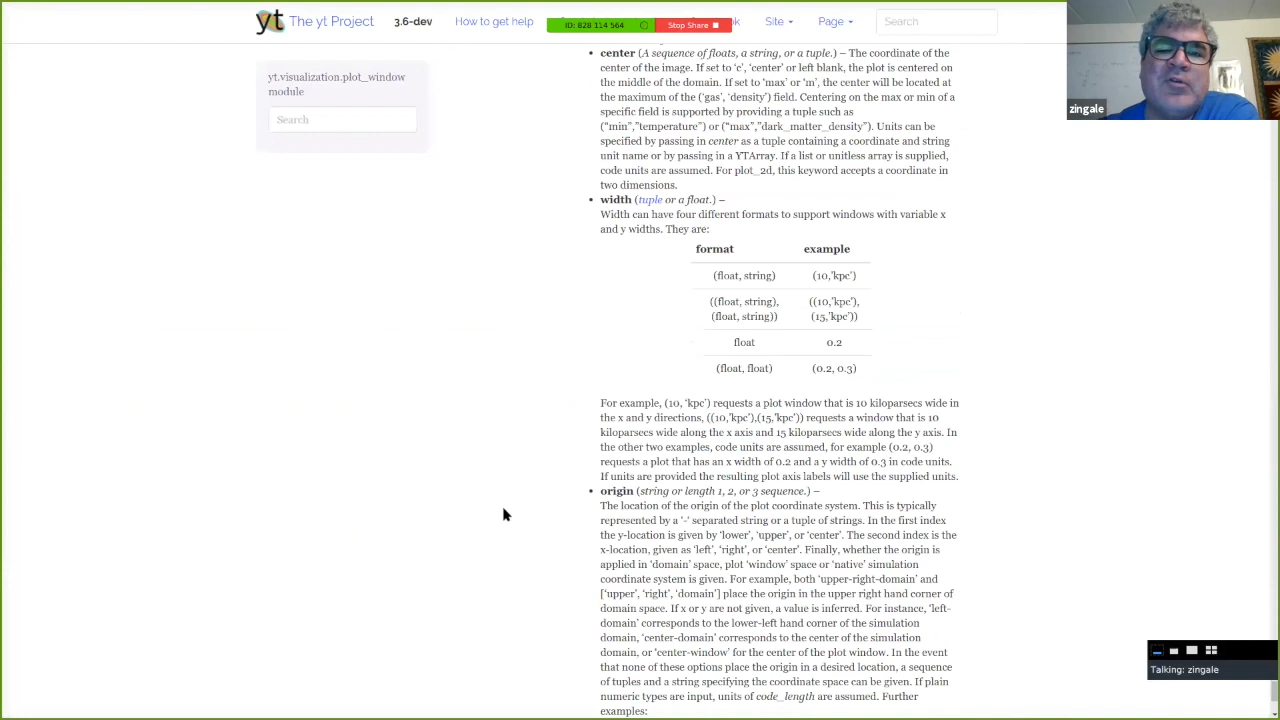 yt The yt Project
3.6-dev
How to get help
ID: 828 114 564
Stop Share
Site
Page
Search
yt.visualization.plot_window
module
Search
zingale
• center (A sequence of floats, a string, or a tuple.) – The coordinate of the
center of the image. If set to ‘c’, ‘center’ or left blank, the plot is centered on
the middle of the domain. If set to ‘max’ or ‘m’, the center will be located at
the maximum of the (‘gas’, ‘density’) field. Centering on the max or min of a
specific field is supported by providing a tuple such as
(“min”,”temperature”) or (“max”,”dark_matter_density”). Units can be
specified by passing in center as a tuple containing a coordinate and string
unit name or by passing in a YTArray. If a list or unitless array is supplied,
code units are assumed. For plot_2d, this keyword accepts a coordinate in
two dimensions.
• width (tuple or a float.) –
Width can have four different formats to support windows with variable x
and y widths. They are:
format example
(float, string) (10,’kpc’)
((float, string), ((10,’kpc’),
(float, string)) (15,’kpc’))
float 0.2
(float, float) (0.2, 0.3)
For example, (10, ‘kpc’) requests a plot window that is 10 kiloparsecs wide in
the x and y directions, ((10,’kpc’),(15,’kpc’)) requests a window that is 10
kiloparsecs wide along the x axis and 15 kiloparsecs wide along the y axis. In
the other two examples, code units are assumed, for example (0.2, 0.3)
requests a plot that has an x width of 0.2 and a y width of 0.3 in code units.
If units are provided the resulting plot axis labels will use the supplied units.
• origin (string or length 1, 2, or 3 sequence.) –
The location of the origin of the plot coordinate system. This is typically
represented by a ‘-‘ separated string or a tuple of strings. In the first index
the y-location is given by ‘lower’, ‘upper’, or ‘center’. The second index is the
x-location, given as ‘left’, ‘right’, or ‘center’. Finally, whether the origin is
applied in ‘domain’ space, plot ‘window’ space or ‘native’ simulation
coordinate system is given. For example, both ‘upper-right-domain’ and
[‘upper’, ‘right’, ‘domain’] place the origin in the upper right hand corner of
domain space. If x or y are not given, a value is inferred. For instance, ‘left-
domain’ corresponds to the lower-left hand corner of the simulation
domain, ‘center-domain’ corresponds to the center of the simulation
domain, or ‘center-window’ for the center of the plot window. In the event
that none of these options place the origin in a desired location, a sequence
of tuples and a string specifying the coordinate space can be given. If plain
numeric types are input, units of code_length are assumed. Further
examples:
Talking: zingale